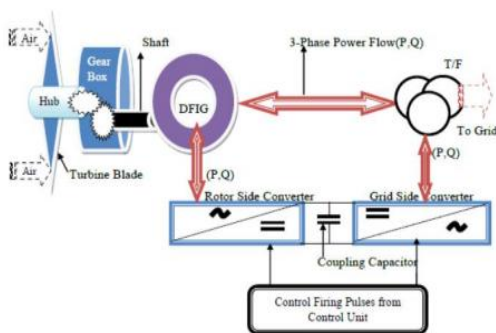 Air
Shaft
3-Phase Power Flow(P,Q)
Gear
Box
T/F
Hub
DFIG
To Grid
Air
Turbine Blade
(P,Q)
(P,Q)
Rotor Side Converter
Grid Side Converter
Coupling Capacitor
Control Firing Pulses from
Control Unit